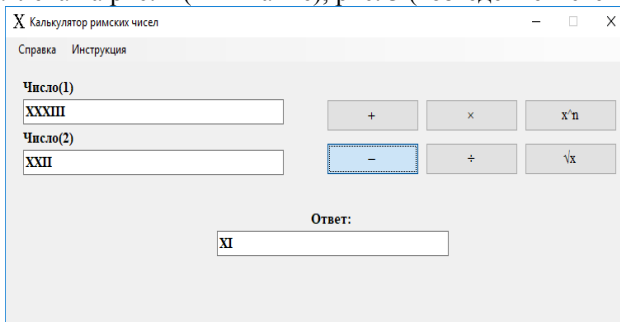 X Калькулятор римских чисел
Справка Инструкция
Число(1)
XXXIII
+ × x^n
Число(2)
XXII
− ÷ √x
Ответ:
XI